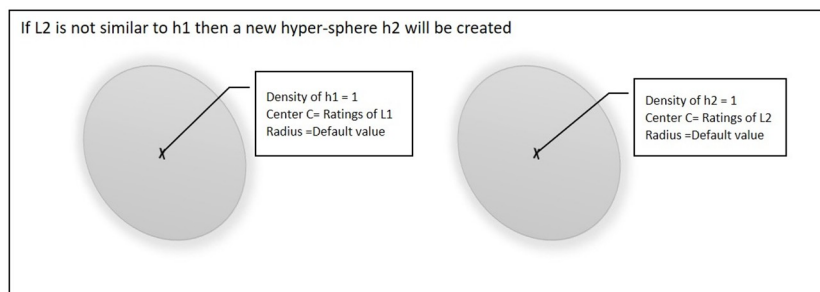 If L2 is not similar to h1 then a new hyper-sphere h2 will be created
Density of h1 = 1
Center C= Ratings of L1
Radius =Default value
Density of h2 = 1
Center C= Ratings of L2
Radius =Default value